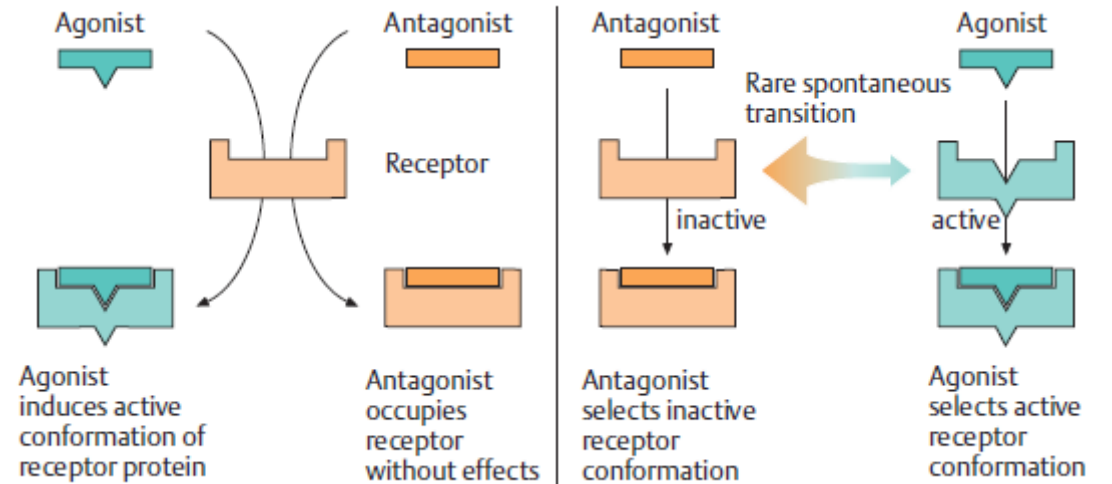 Agonist
Antagonist
Receptor
Agonist
induces active
conformation of
receptor protein
Antagonist
occupies
receptor
without effects
Antagonist
Agonist
Rare spontaneous
transition
inactive
active
Antagonist
selects inactive
receptor
conformation
Agonist
selects active
receptor
conformation